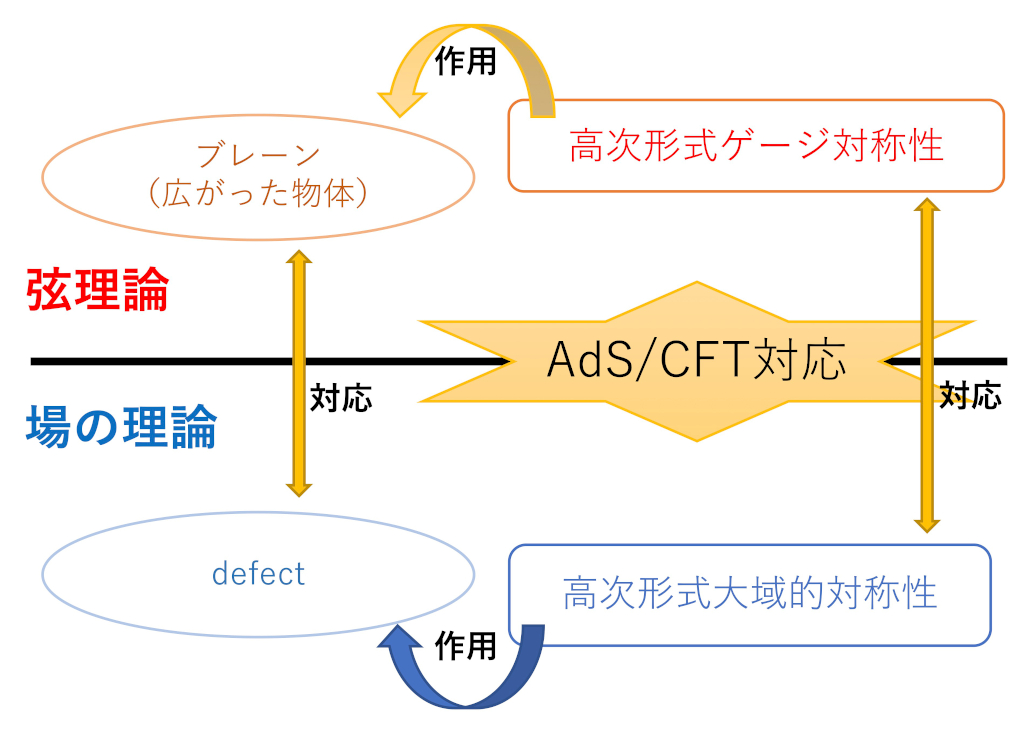 作用
高次形式ゲージ対称性
ブレーン
（広がった物体）
弦理論
AdS/CFT対応
対応
対応
場の理論
defect
高次形式大域的対称性
作用